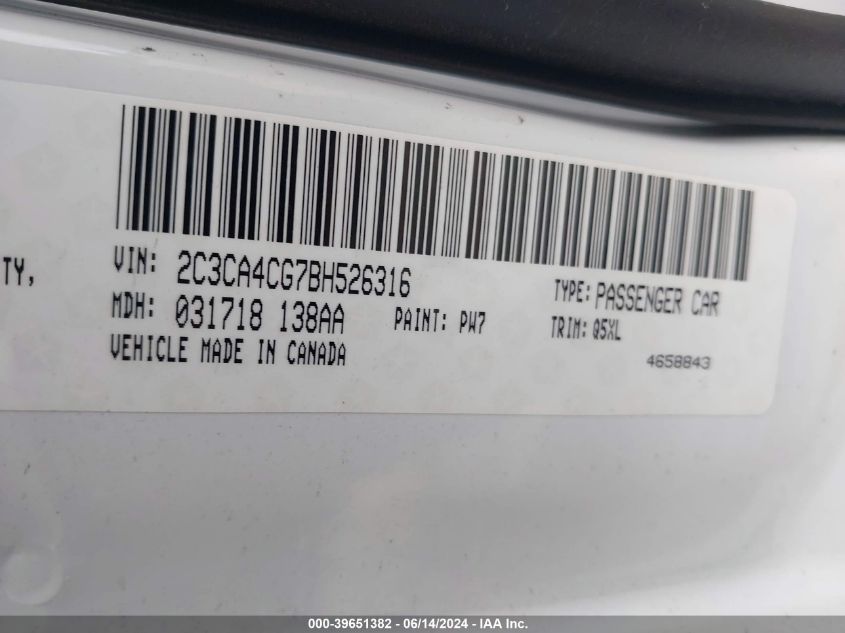 TY,
VIN: 2C3CA4CG7BH526316 TYPE: PASSENGER CAR
MDH: 031718 138AA PAINT: PW7 TRIM: Q5XL
VEHICLE MADE IN CANADA 4658843
000-39651382 - 06/14/2024 - IAA Inc.